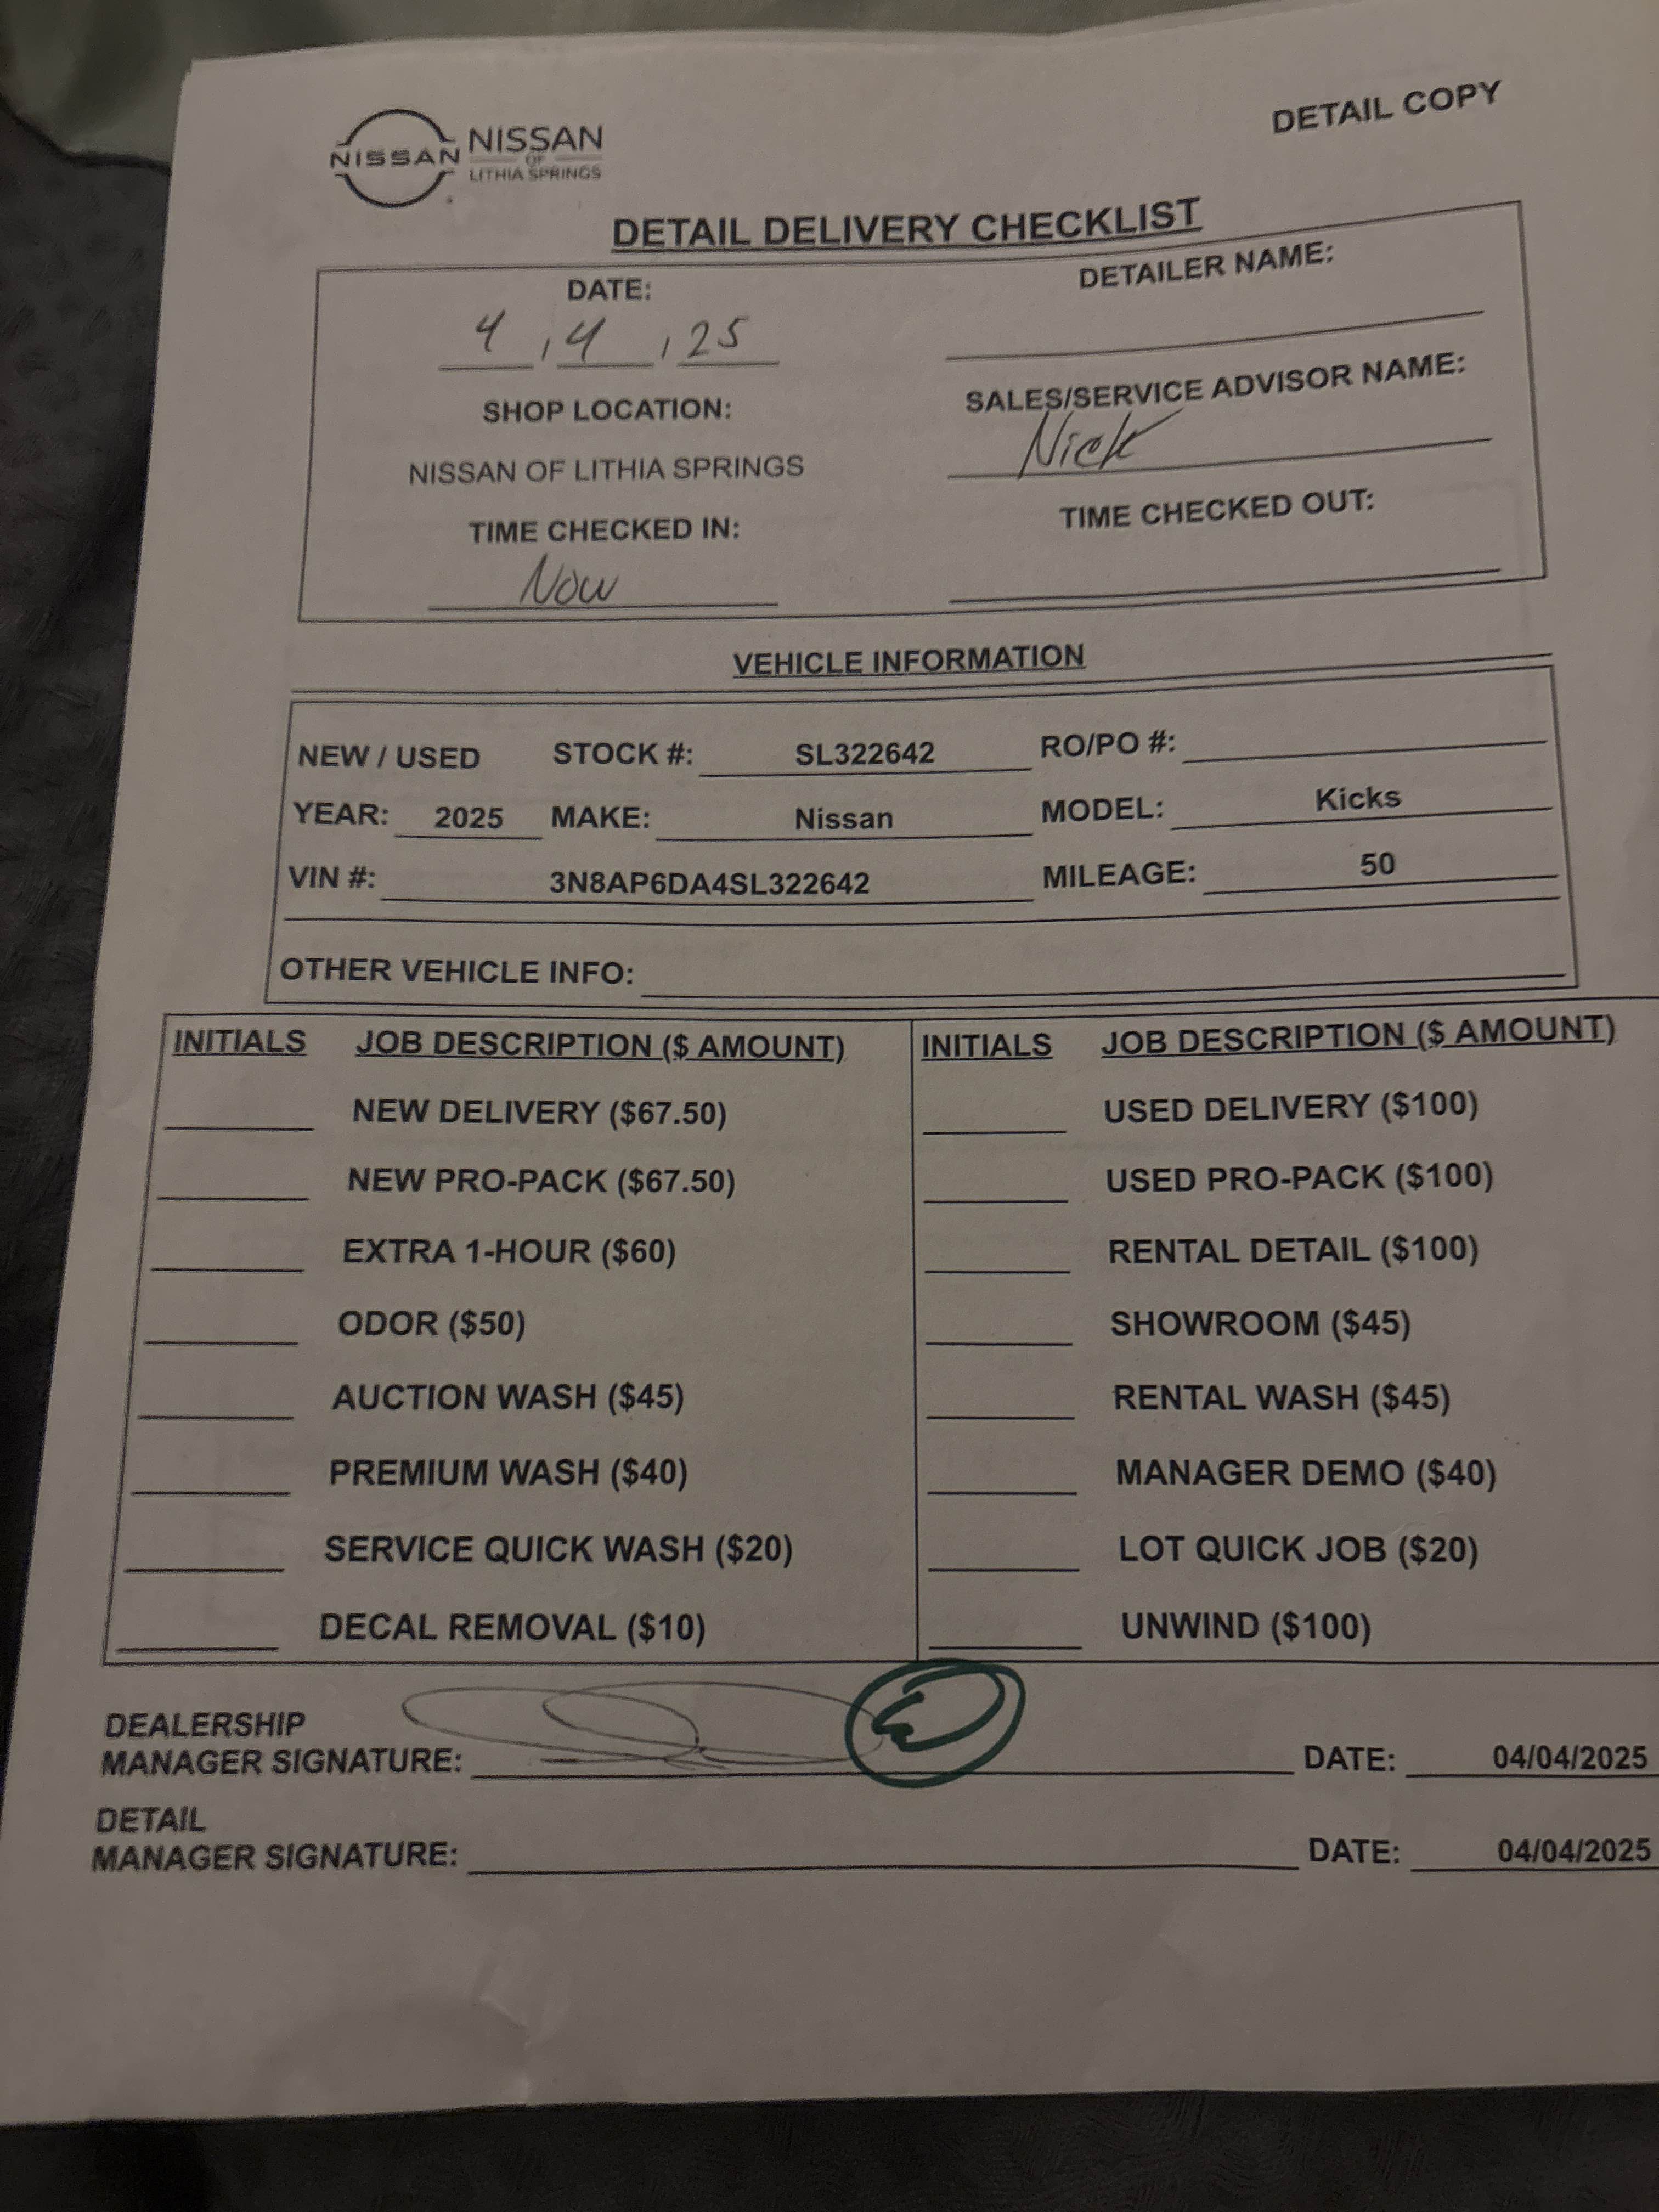 DETAIL COPY
NISSAN NISSAN
OF
LITHIA SPRINGS
DETAIL DELIVERY CHECKLIST
DATE: DETAILER NAME:
4 / 4 / 25
SHOP LOCATION: SALES/SERVICE ADVISOR NAME:
NISSAN OF LITHIA SPRINGS Nick
TIME CHECKED IN: TIME CHECKED OUT:
Now
VEHICLE INFORMATION
NEW / USED STOCK #: SL322642 RO/PO #:
YEAR: 2025 MAKE: Nissan MODEL: Kicks
VIN #: 3N8AP6DA4SL322642 MILEAGE: 50
OTHER VEHICLE INFO:
INITIALS JOB DESCRIPTION ($ AMOUNT) INITIALS JOB DESCRIPTION ($ AMOUNT)
NEW DELIVERY ($67.50) USED DELIVERY ($100)
NEW PRO-PACK ($67.50) USED PRO-PACK ($100)
EXTRA 1-HOUR ($60) RENTAL DETAIL ($100)
ODOR ($50) SHOWROOM ($45)
AUCTION WASH ($45) RENTAL WASH ($45)
PREMIUM WASH ($40) MANAGER DEMO ($40)
SERVICE QUICK WASH ($20) LOT QUICK JOB ($20)
DECAL REMOVAL ($10) UNWIND ($100)
DEALERSHIP
MANAGER SIGNATURE: DATE: 04/04/2025
DETAIL
MANAGER SIGNATURE: DATE: 04/04/2025